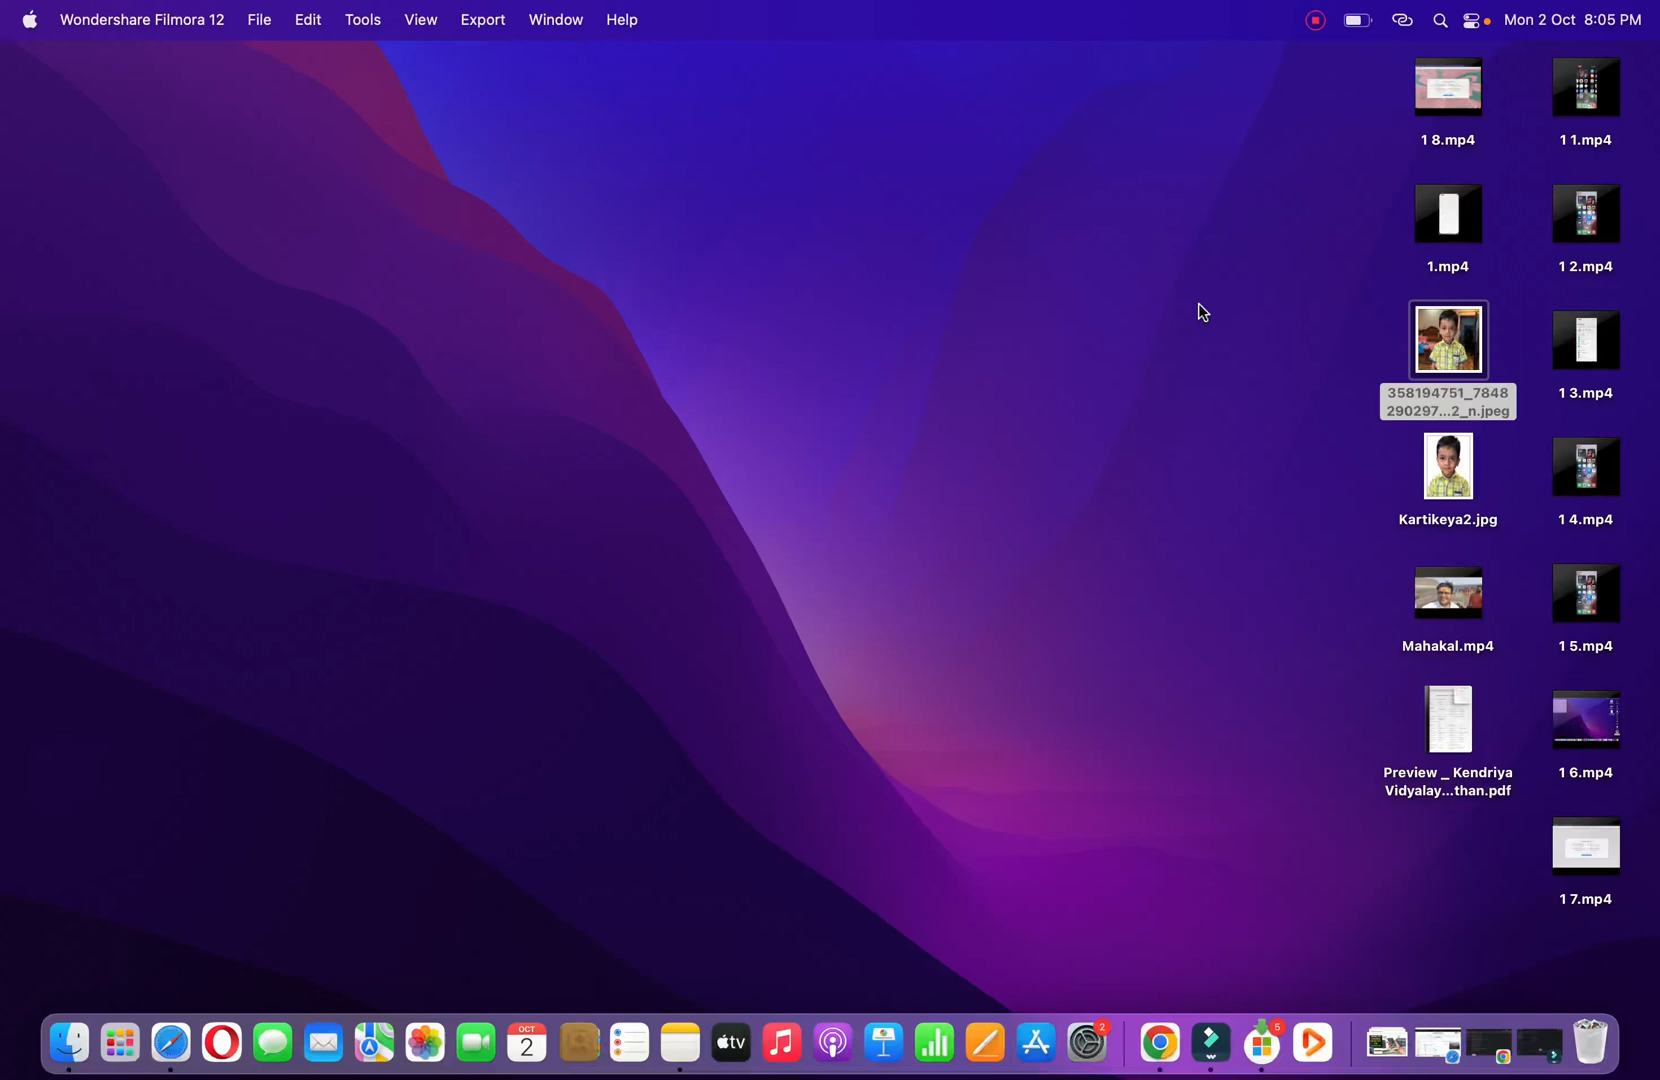 Wondershare Filmora 12 File Edit Tools View Export Window Help Mon 2 Oct 8:05 PM
1 8.mp4
1 1.mp4
1.mp4
1 2.mp4
358194751_7848
290297...2_n.jpeg
1 3.mp4
Kartikeya2.jpg
1 4.mp4
Mahakal.mp4
1 5.mp4
Preview _ Kendriya
Vidyalay...than.pdf
1 6.mp4
1 7.mp4
OCT
2
tv
2
5